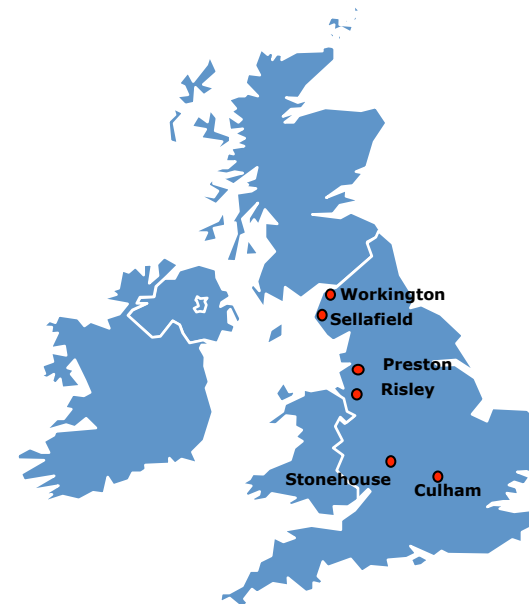 Workington
Sellafield
Preston
Risley
Stonehouse
Culham